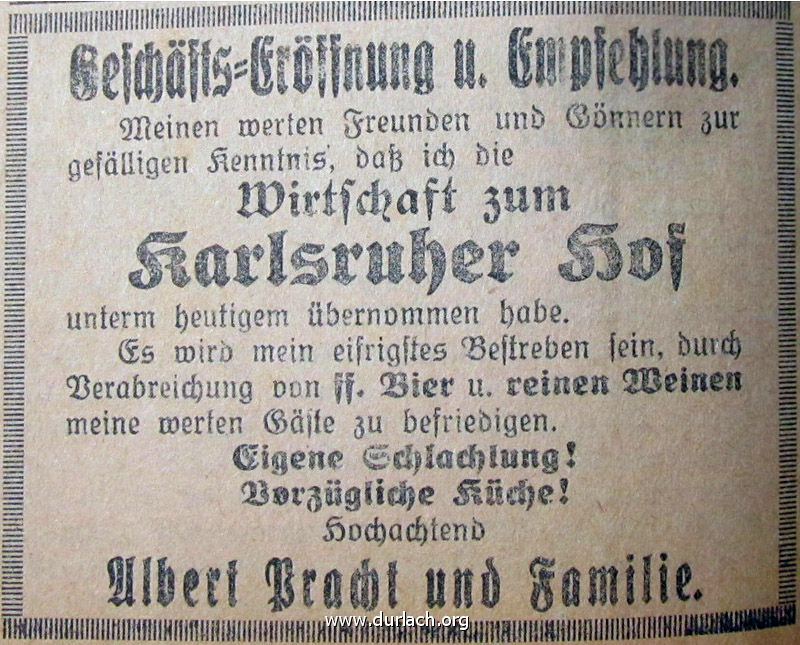 Geschäfts=Eröffnung u. Empfehlung.
Meinen werten Freunden und Gönnern zur
gefälligen Kenntnis, daß ich die
Wirtschaft zum
Karlsruher Hof
unterm heutigem übernommen habe.
Es wird mein eifrigstes Bestreben sein, durch
Verabreichung von ff. Bier u. reinen Weinen
meine werten Gäste zu befriedigen.
Eigene Schlachtung!
Vorzügliche Küche!
Hochachtend
Albert Pracht und Familie.
www.durlach.org